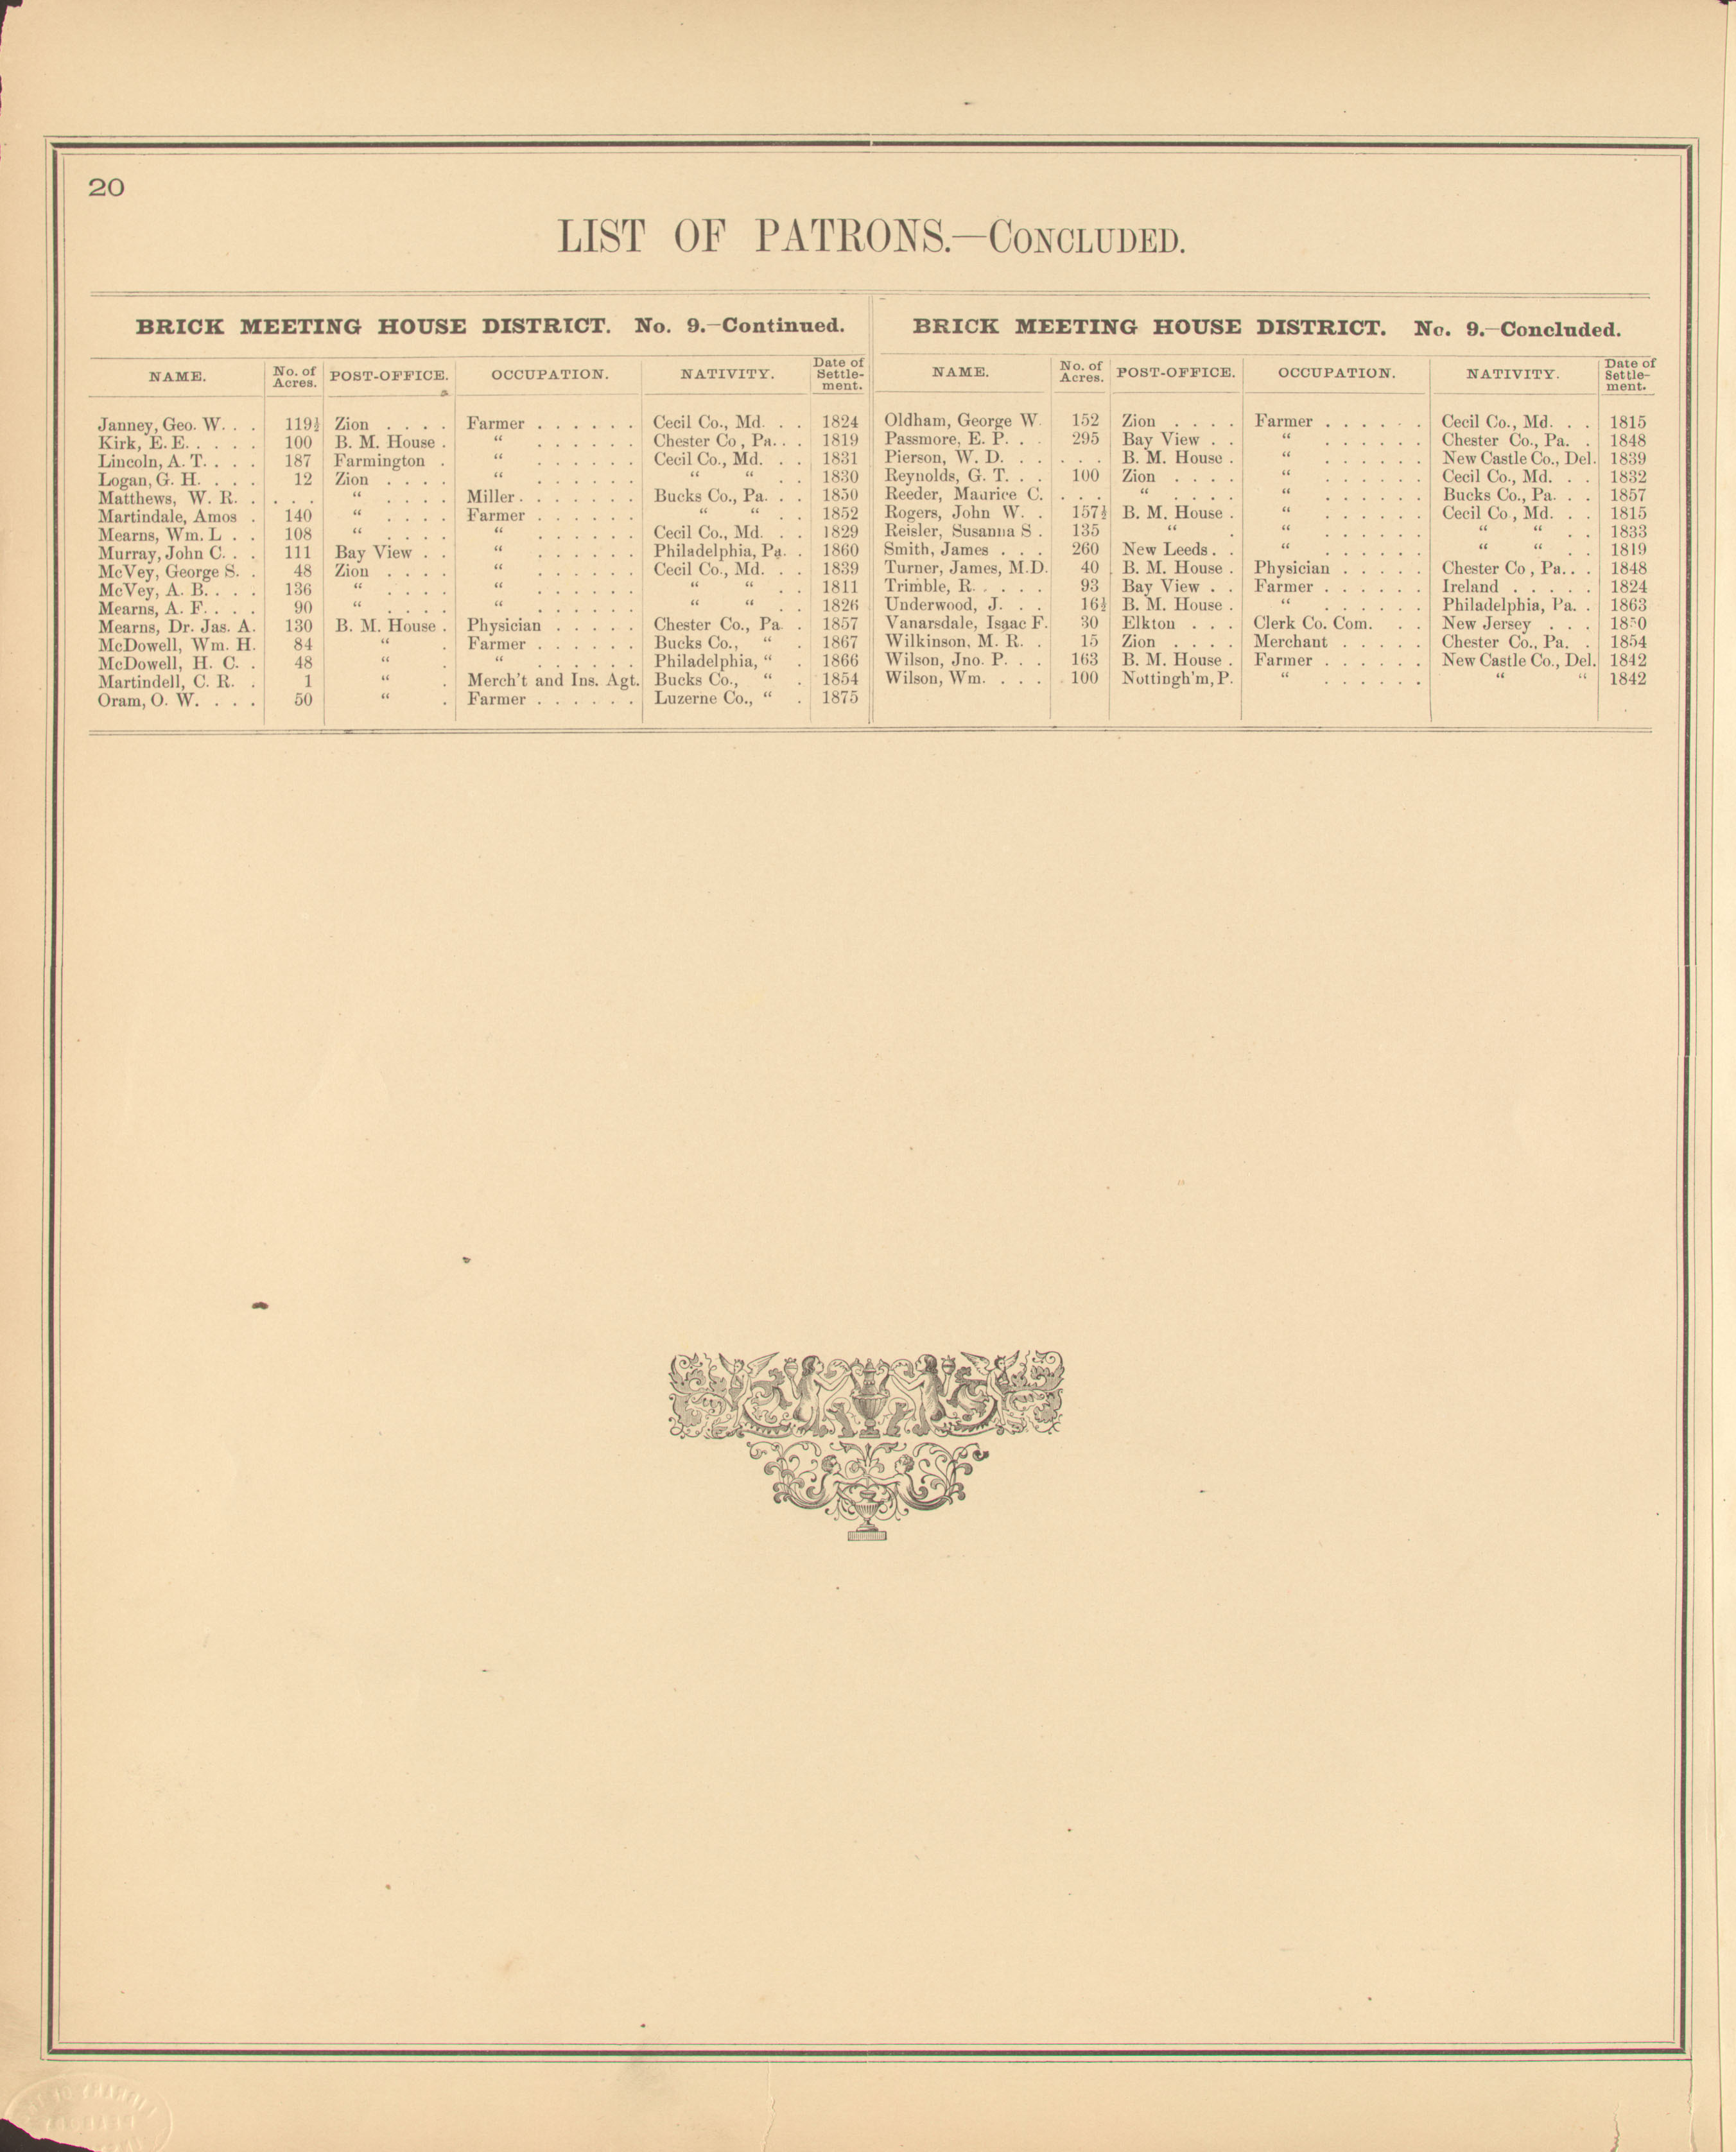 20
LIST OF PATRONS.—CONCLUDED.
BRICK MEETING HOUSE DISTRICT. No. 9.—Continued.
NAME. No. of Acres. POST-OFFICE. OCCUPATION. NATIVITY. Date of Settle-ment.
Janney, Geo. W. . . 119½ Zion . . . . Farmer . . . . . . Cecil Co., Md. . . 1824
Kirk, E. E. . . . . 100 B. M. House . “ . . . . . . Chester Co , Pa. . . 1819
Lincoln, A. T. . . . 187 Farmington . “ . . . . . . Cecil Co., Md. . . 1831
Logan, G. H. . . . 12 Zion . . . . “ . . . . . . “ “ . . 1830
Matthews, W. R. . . . . “ . . . . Miller . . . . . . . Bucks Co., Pa. . . 1850
Martindale, Amos . 140 “ . . . . Farmer . . . . . . “ “ . . 1852
Mearns, Wm. L . . 108 “ . . . . “ . . . . . . Cecil Co., Md. . . 1829
Murray, John C. . . 111 Bay View . . “ . . . . . . Philadelphia, Pa. . 1860
McVey, George S. . 48 Zion . . . . “ . . . . . . Cecil Co., Md. . . 1839
McVey, A. B. . . . 136 “ . . . . “ . . . . . . “ “ . . 1811
Mearns, A. F. . . . 90 “ . . . . “ . . . . . . “ “ . . 1826
Mearns, Dr. Jas. A. 130 B. M. House . Physician . . . . . Chester Co., Pa . 1857
McDowell, Wm. H. 84 “ . Farmer . . . . . . Bucks Co., “ . 1867
McDowell, H. C. . 48 “ . “ . . . . . . Philadelphia, “ . 1866
Martindell, C. R. . 1 “ . Merch't and Ins. Agt. Bucks Co., “ . 1854
Oram, O. W. . . . 50 “ . Farmer . . . . . . Luzerne Co., “ . 1875
BRICK MEETING HOUSE DISTRICT. No. 9.—Concluded.
NAME. No. of Acres. POST-OFFICE. OCCUPATION. NATIVITY. Date of Settle-ment.
Oldham, George W. 152 Zion . . . . Farmer . . . . . . Cecil Co., Md. . . 1815
Passmore, E. P. . . 295 Bay View . . “ . . . . . . Chester Co., Pa. . 1848
Pierson, W. D. . . . . . B. M. House . “ . . . . . . New Castle Co., Del. 1839
Reynolds, G. T. . . 100 Zion . . . . “ . . . . . . Cecil Co., Md. . . 1832
Reeder, Maurice C. . . . “ . . . . “ . . . . . . Bucks Co., Pa. . . 1857
Rogers, John W. . 157½ B. M. House . “ . . . . . . Cecil Co , Md. . . 1815
Reisler, Susanna S . 135 “ . “ . . . . . . “ “ . . 1833
Smith, James . . . 260 New Leeds . . “ . . . . . . “ “ . . 1819
Turner, James, M.D. 40 B. M. House . Physician . . . . . Chester Co , Pa. . . 1848
Trimble, R. . . . . 93 Bay View . . Farmer . . . . . . Ireland . . . . . 1824
Underwood, J. . . 16½ B. M. House . “ . . . . . . Philadelphia, Pa. . 1863
Vanarsdale, Isaac F. 30 Elkton . . . Clerk Co. Com. . . New Jersey . . .
Wilkinson, M. R. . 15 Zion . . . . Merchant . . . . . Chester Co., Pa. . 1854
Wilson, Jno. P. . . 163 B. M. House . Farmer . . . . . . New Castle Co., Del. 1842
Wilson, Wm. . . . 100 Nottingh'm, P. “ . . . . . . “ “ 1842